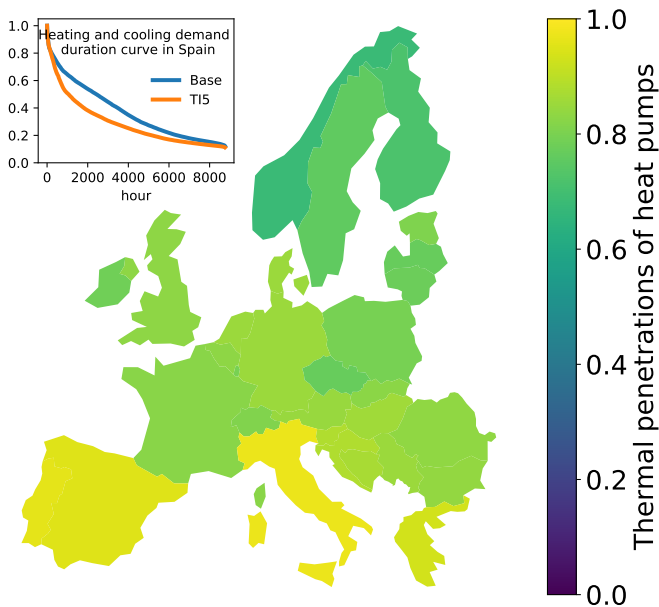 Heating and cooling demand
duration curve in Spain
1.0
0.8
0.6
0.4
0.2
0.0
Base
TI5
0 2000 4000 6000 8000
hour
1.0
0.8
0.6
0.4
0.2
0.0
Thermal penetrations of heat pumps